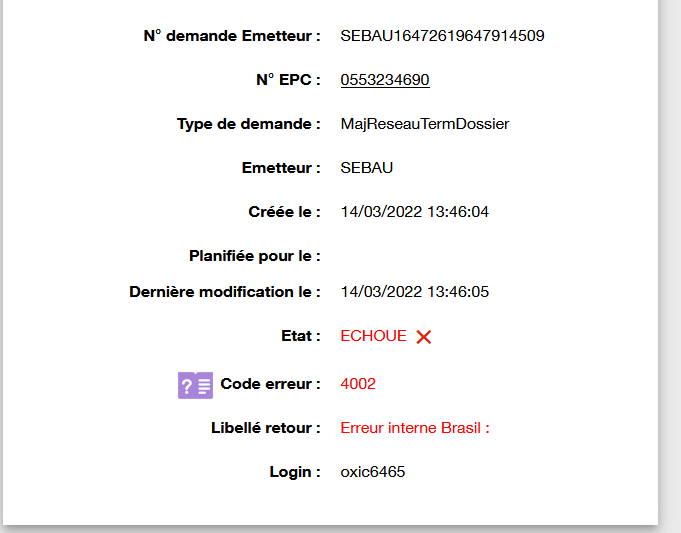 N° demande Emetteur : SEBAU16472619647914509
N° EPC : 0553234690
Type de demande : MajReseauTermDossier
Emetteur : SEBAU
Créée le : 14/03/2022 13:46:04
Planifiée pour le :
Dernière modification le : 14/03/2022 13:46:05
Etat : ECHOUE
Code erreur : 4002
Libellé retour : Erreur interne Brasil :
Login : oxic6465